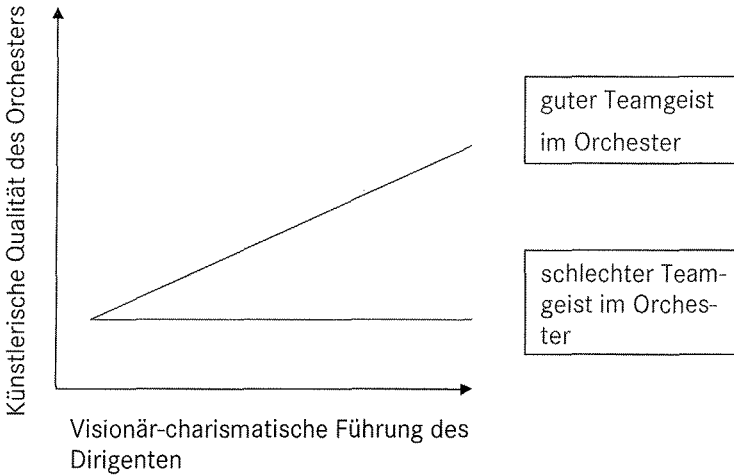 Künstlerische Qualität des Orchesters
guter Teamgeist
im Orchester
schlechter Team-
geist im Orches-
ter
Visionär-charismatische Führung des
Dirigenten